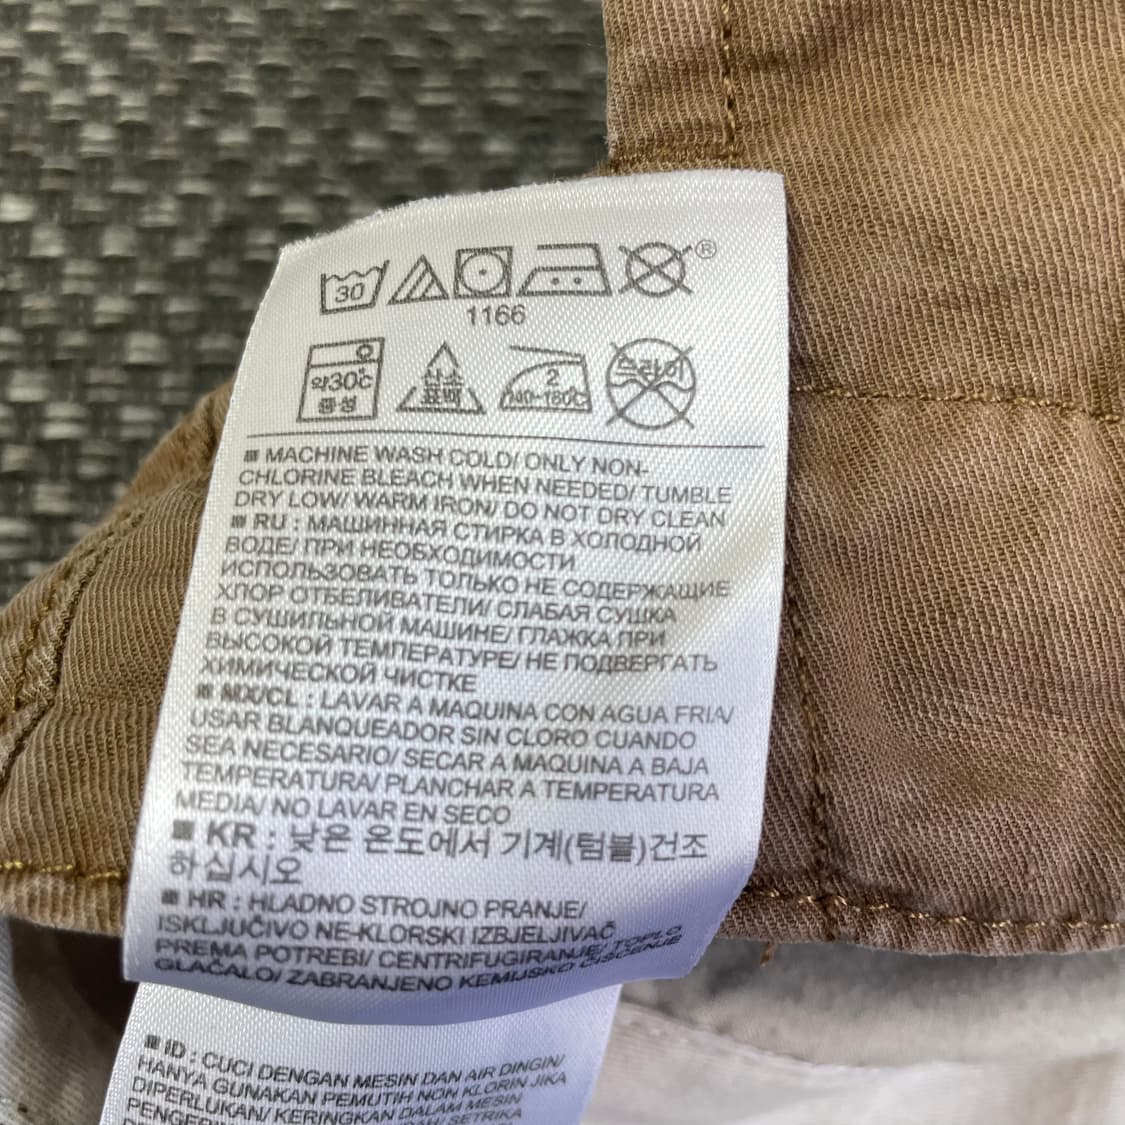 30 ®
1166
약30℃ 산소 2 드라이
중성 표백 140-160℃
MACHINE WASH COLD/ ONLY NON-
CHLORINE BLEACH WHEN NEEDED/ TUMBLE
DRY LOW/ WARM IRON/ DO NOT DRY CLEAN
RU : МАШИННАЯ СТИРКА В ХОЛОДНОЙ
ВОДЕ/ ПРИ НЕОБХОДИМОСТИ
ИСПОЛЬЗОВАТЬ ТОЛЬКО НЕ СОДЕРЖАЩИЕ
ХЛОР ОТБЕЛИВАТЕЛИ/ СЛАБАЯ СУШКА
В СУШИЛЬНОЙ МАШИНЕ/ ГЛАЖКА ПРИ
ВЫСОКОЙ ТЕМПЕРАТУРЕ/ НЕ ПОДВЕРГАТЬ
ХИМИЧЕСКОЙ ЧИСТКЕ
MX/CL : LAVAR A MAQUINA CON AGUA FRIA/
USAR BLANQUEADOR SIN CLORO CUANDO
SEA NECESARIO/ SECAR A MAQUINA A BAJA
TEMPERATURA/ PLANCHAR A TEMPERATURA
MEDIA/ NO LAVAR EN SECO
KR : 낮은 온도에서 기계(텀블)건조
하십시오
HR : HLADNO STROJNO PRANJE/
ISKLJUČIVO NE-KLORSKI IZBJELJIVAČ
PREMA POTREBI/ CENTRIFUGIRANJE/ TOPLO
GLAČALO/ ZABRANJENO KEMIJSKO ČIŠĆENJE
ID : CUCI DENGAN MESIN DAN AIR DINGIN/
HANYA GUNAKAN PEMUTIH NON KLORIN JIKA
DIPERLUKAN/ KERINGKAN DALAM MESIN
SETRIKA